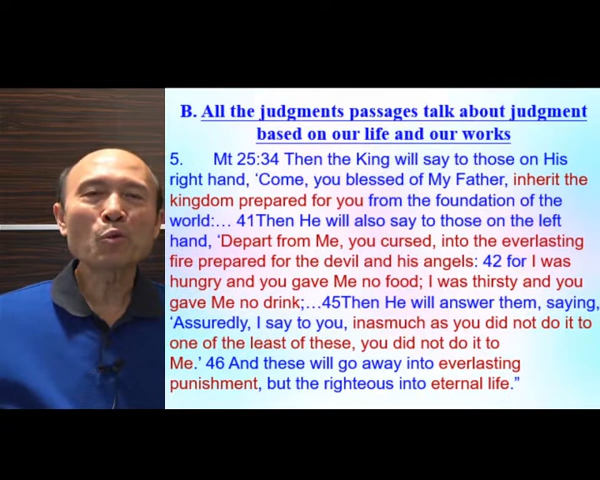 B. All the judgments passages talk about judgment
based on our life and our works
5. Mt 25:34 Then the King will say to those on His
right hand, ‘Come, you blessed of My Father, inherit the
kingdom prepared for you from the foundation of the
world:... 41Then He will also say to those on the left
hand, ‘Depart from Me, you cursed, into the everlasting
fire prepared for the devil and his angels: 42 for I was
hungry and you gave Me no food; I was thirsty and you
gave Me no drink;...45Then He will answer them, saying,
‘Assuredly, I say to you, inasmuch as you did not do it to
one of the least of these, you did not do it to
Me.’ 46 And these will go away into everlasting
punishment, but the righteous into eternal life.”